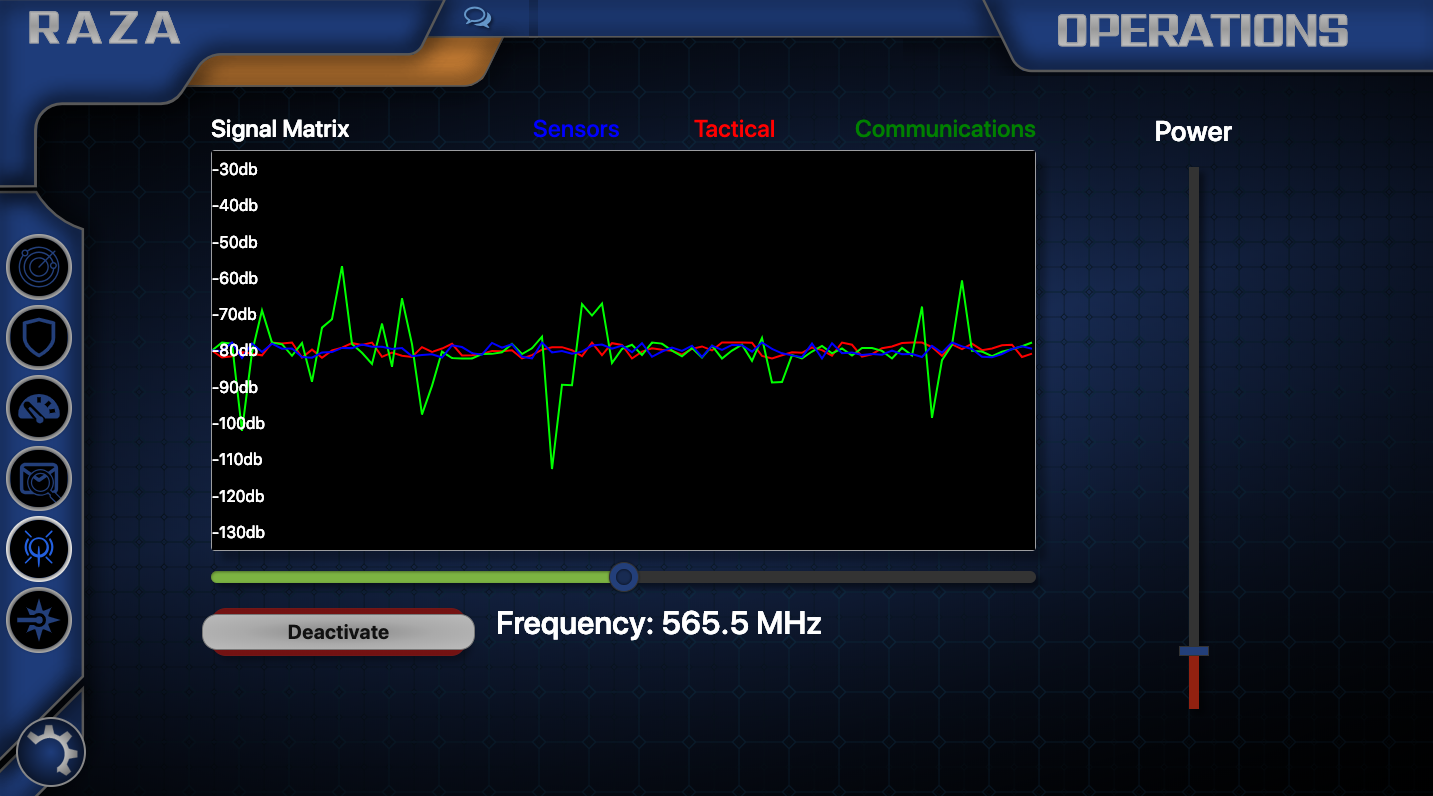 RAZA
OPERATIONS
Signal Matrix
Sensors
Tactical
Communications
Power
-30db
-40db
-50db
-60db
-70db
-80db
-90db
-100db
-110db
-120db
-130db
Deactivate
Frequency: 565.5 MHz